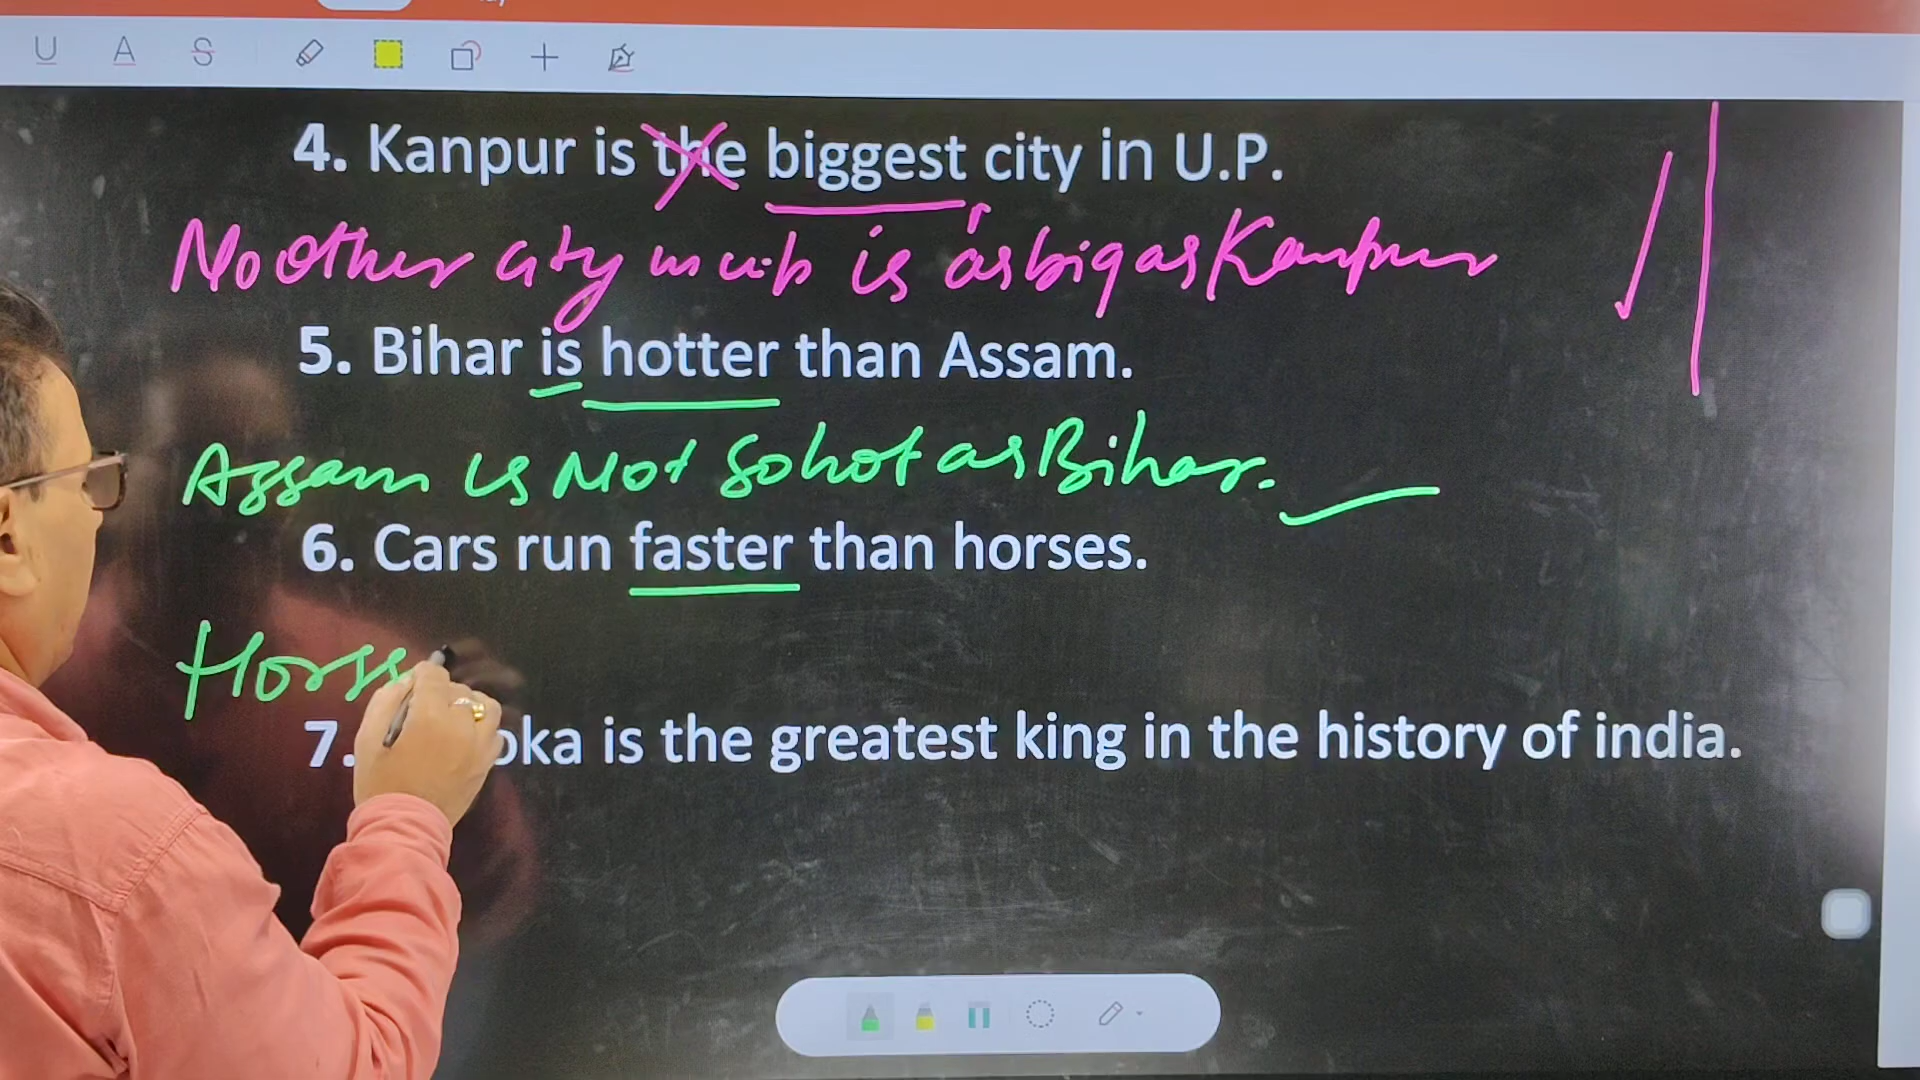 4. Kanpur is the biggest city in U.P.
No other city in u.p is as big as Kanpur
5. Bihar is hotter than Assam.
Assam is Not so hot as Bihar.
6. Cars run faster than horses.
Horse
7. oka is the greatest king in the history of india.